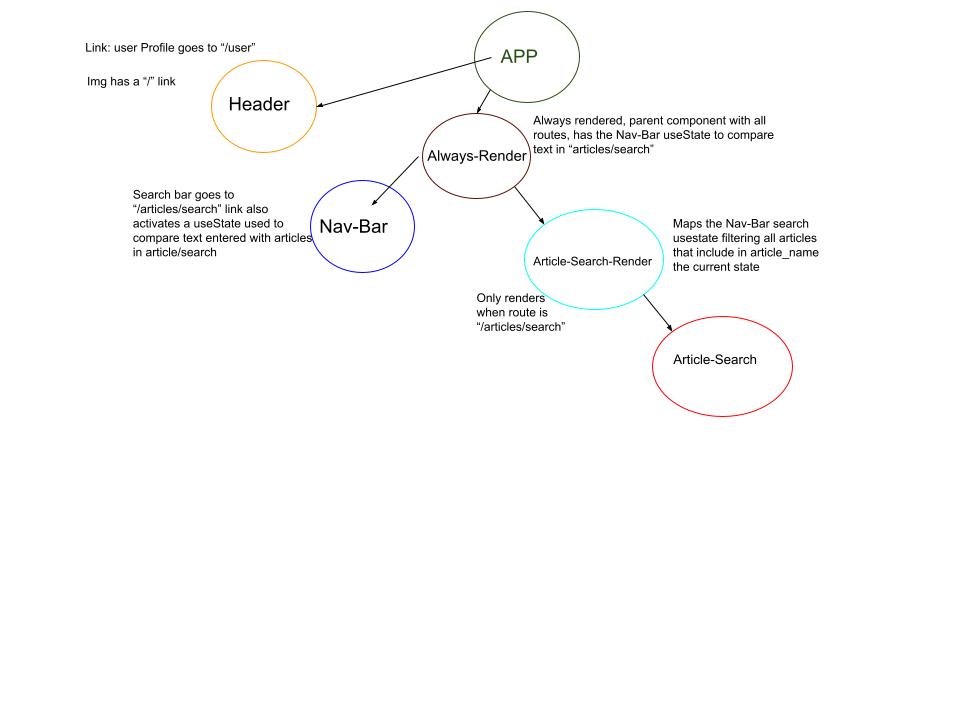 APP
Link: user Profile goes to “/user”
Img has a “/” link
Header
Always rendered, parent component with all
routes, has the Nav-Bar useState to compare
text in “articles/search”
Always-Render
Search bar goes to
“/articles/search” link also
activates a useState used to
compare text entered with articles
in article/search
Nav-Bar
Maps the Nav-Bar search
usestate filtering all articles
that include in article_name
the current state
Article-Search-Render
Only renders
when route is
“/articles/search”
Article-Search